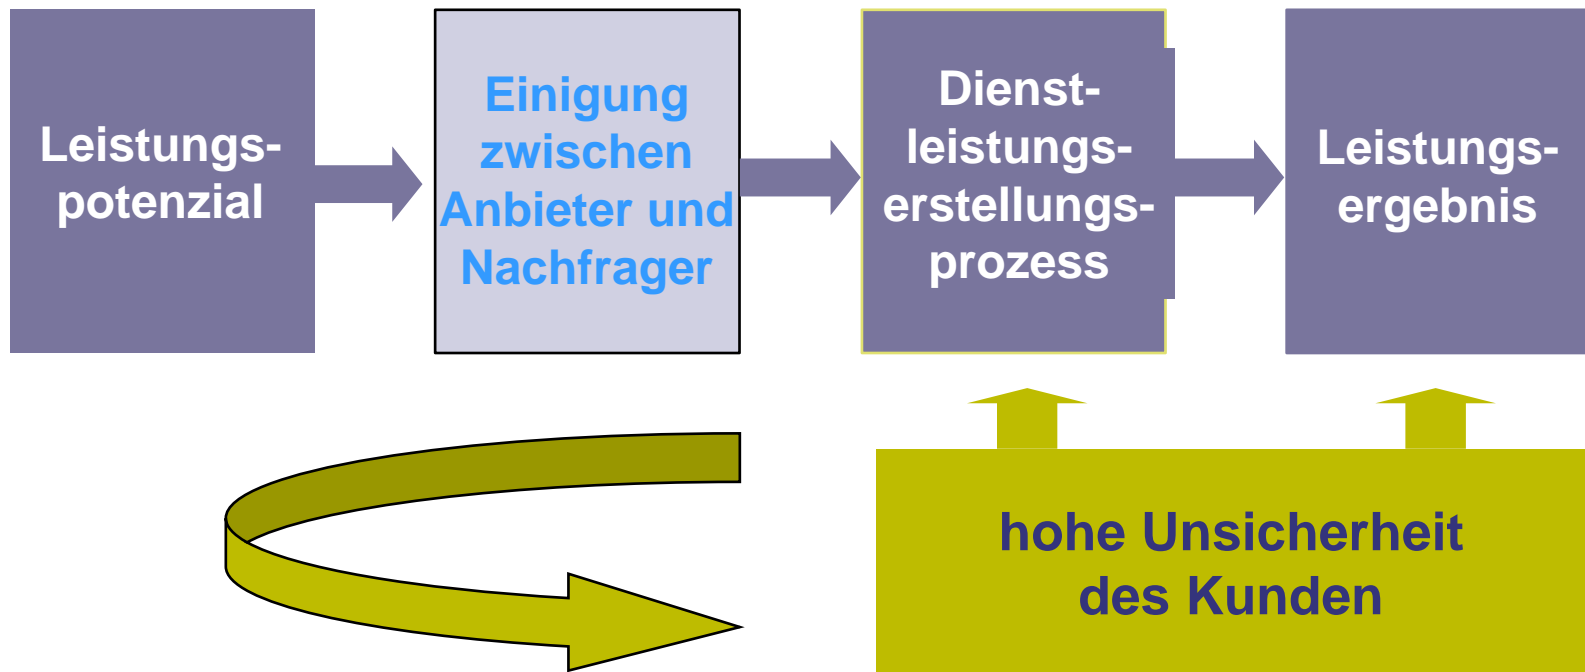 Leistungs-
potenzial
Einigung
zwischen
Anbieter und
Nachfrager
Dienst-
leistungs-
erstellungs-
prozess
Leistungs-
ergebnis
hohe Unsicherheit
des Kunden